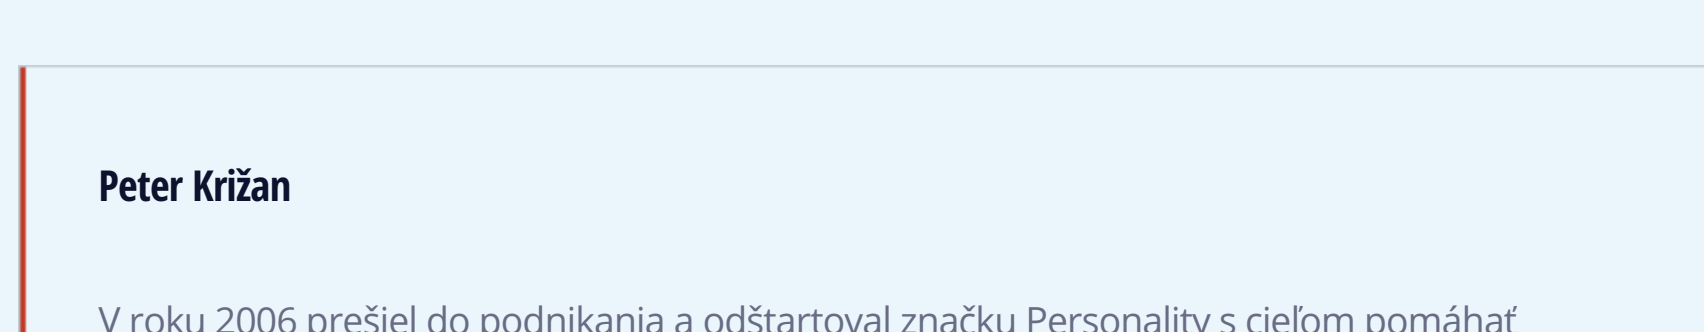 Peter Križan
V roku 2006 prešiel do podnikania a odštartoval značku Personality s cieľom pomáhať